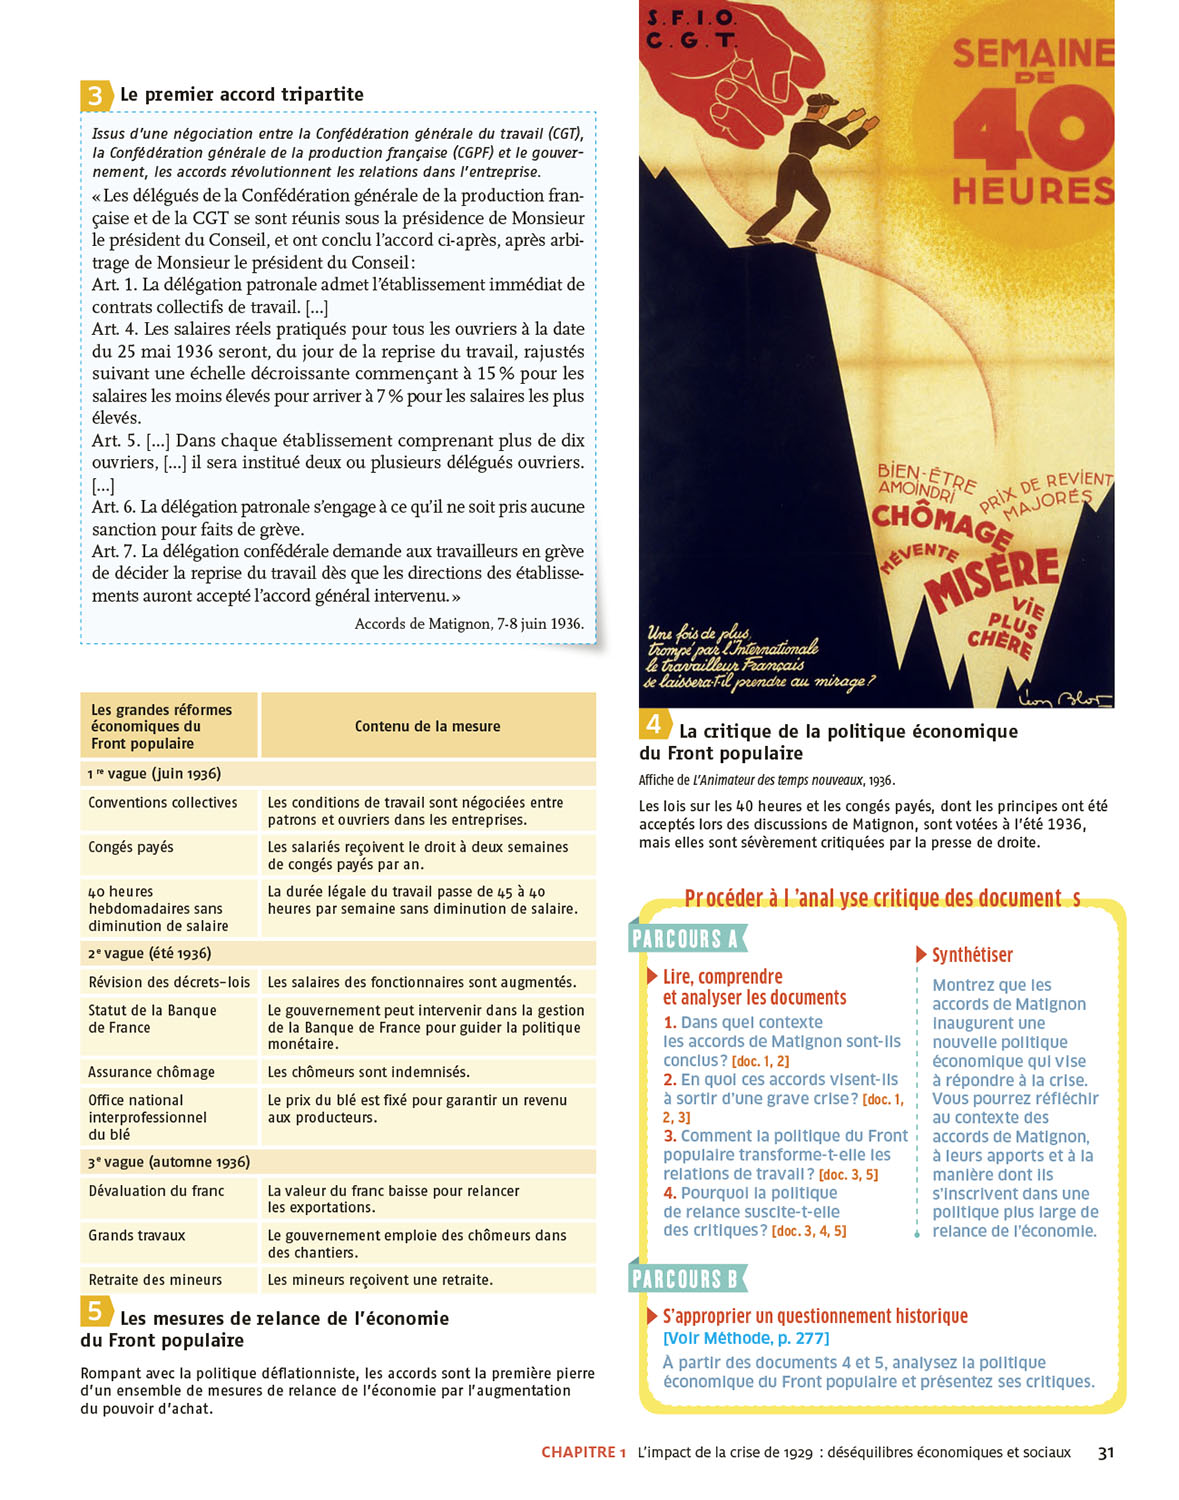 3 Le premier accord tripartite
Issus d'une négociation entre la Confédération générale du travail (CGT),
la Confédération générale de la production française (CGPF) et le gouver-
nement, les accords révolutionnent les relations dans l'entreprise.
« Les délégués de la Confédération générale de la production fran-
çaise et de la CGT se sont réunis sous la présidence de Monsieur
le président du Conseil, et ont conclu l'accord ci-après, après arbi-
trage de Monsieur le président du Conseil :
Art. 1. La délégation patronale admet l'établissement immédiat de
contrats collectifs de travail. [...]
Art. 4. Les salaires réels pratiqués pour tous les ouvriers à la date
du 25 mai 1936 seront, du jour de la reprise du travail, rajustés
suivant une échelle décroissante commençant à 15 % pour les
salaires les moins élevés pour arriver à 7 % pour les salaires les plus
élevés.
Art. 5. [...] Dans chaque établissement comprenant plus de dix
ouvriers, [...] il sera institué deux ou plusieurs délégués ouvriers.
[...]
Art. 6. La délégation patronale s'engage à ce qu'il ne soit pris aucune
sanction pour faits de grève.
Art. 7. La délégation confédérale demande aux travailleurs en grève
de décider la reprise du travail dès que les directions des établisse-
ments auront accepté l'accord général intervenu. »
Accords de Matignon, 7-8 juin 1936.
Les grandes réformes
économiques du
Front populaire
Contenu de la mesure
1re vague (juin 1936)
Conventions collectives
Les conditions de travail sont négociées entre
patrons et ouvriers dans les entreprises.
Congés payés
Les salariés reçoivent le droit à deux semaines
de congés payés par an.
40 heures
hebdomadaires sans
diminution de salaire
La durée légale du travail passe de 45 à 40
heures par semaine sans diminution de salaire.
2e vague (été 1936)
Révision des décrets-lois
Les salaires des fonctionnaires sont augmentés.
Statut de la Banque
de France
Le gouvernement peut intervenir dans la gestion
de la Banque de France pour guider la politique
monétaire.
Assurance chômage
Les chômeurs sont indemnisés.
Office national
interprofessionnel
du blé
Le prix du blé est fixé pour garantir un revenu
aux producteurs.
3e vague (automne 1936)
Dévaluation du franc
La valeur du franc baisse pour relancer
les exportations.
Grands travaux
Le gouvernement emploie des chômeurs dans
des chantiers.
Retraite des mineurs
Les mineurs reçoivent une retraite.
5 Les mesures de relance de l'économie
du Front populaire
Rompant avec la politique déflationniste, les accords sont la première pierre
d'un ensemble de mesures de relance de l'économie par l'augmentation
du pouvoir d'achat.
S.F.I.O.
C.G.T.
SEMAINE
DE
40
HEURES
BIEN-ÊTRE
AMOINDRI
PRIX DE REVIENT
MAJORÉS
CHÔMAGE
MÉVENTE
MISÈRE
VIE
PLUS
CHÈRE
Une fois de plus,
trompé par l'Internationale
le travailleur Français
se laissera-t-il prendre au mirage ?
Léon Blot
4 La critique de la politique économique
du Front populaire
Affiche de L'Animateur des temps nouveaux, 1936.
Les lois sur les 40 heures et les congés payés, dont les principes ont été
acceptés lors des discussions de Matignon, sont votées à l'été 1936,
mais elles sont sévèrement critiquées par la presse de droite.
Procéder à l 'anal yse critique des document s
PARCOURS A
Lire, comprendre
et analyser les documents
1. Dans quel contexte
les accords de Matignon sont-ils
conclus ? [doc. 1, 2]
2. En quoi ces accords visent-ils
à sortir d'une grave crise ? [doc. 1,
2, 3]
3. Comment la politique du Front
populaire transforme-t-elle les
relations de travail ? [doc. 3, 5]
4. Pourquoi la politique
de relance suscite-t-elle
des critiques ? [doc. 3, 4, 5]
Synthétiser
Montrez que les
accords de Matignon
inaugurent une
nouvelle politique
économique qui vise
à répondre à la crise.
Vous pourrez réfléchir
au contexte des
accords de Matignon,
à leurs apports et à la
manière dont ils
s'inscrivent dans une
politique plus large de
relance de l'économie.
PARCOURS B
S'approprier un questionnement historique
[Voir Méthode, p. 277]
À partir des documents 4 et 5, analysez la politique
économique du Front populaire et présentez ses critiques.
CHAPITRE 1 L'impact de la crise de 1929 : déséquilibres économiques et sociaux 31